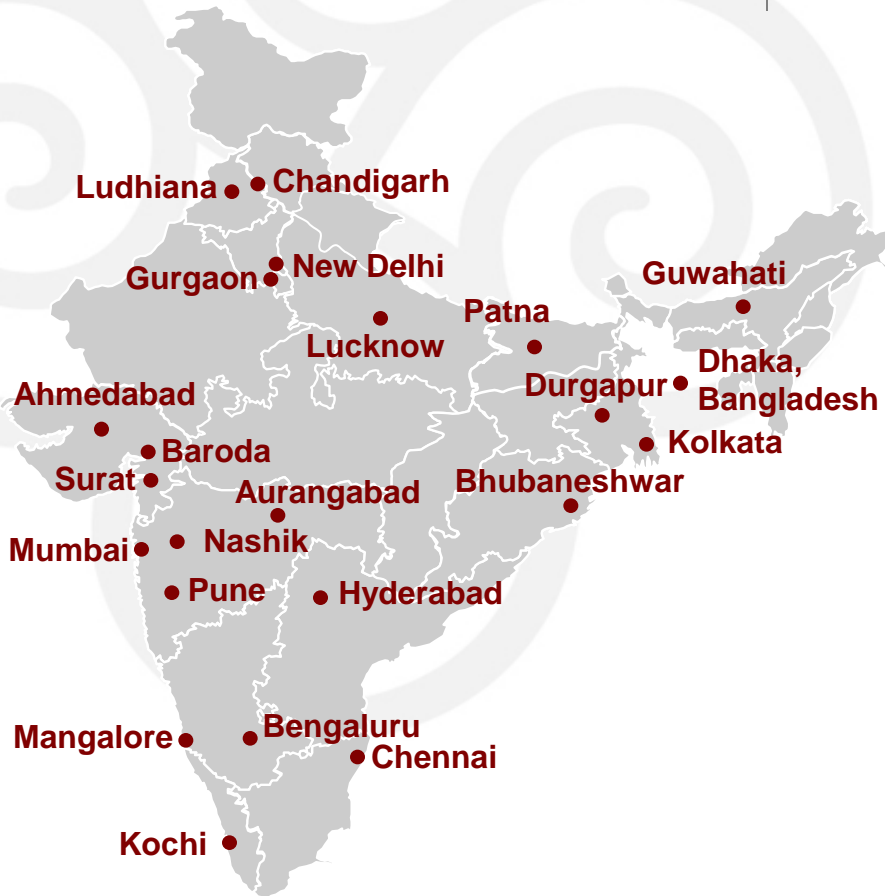 Ludhiana
Chandigarh
New Delhi
Gurgaon
Guwahati
Patna
Lucknow
Dhaka,
Bangladesh
Durgapur
Ahmedabad
Kolkata
Baroda
Surat
Bhubaneshwar
Aurangabad
Nashik
Mumbai
Pune
Hyderabad
Bengaluru
Mangalore
Chennai
Kochi